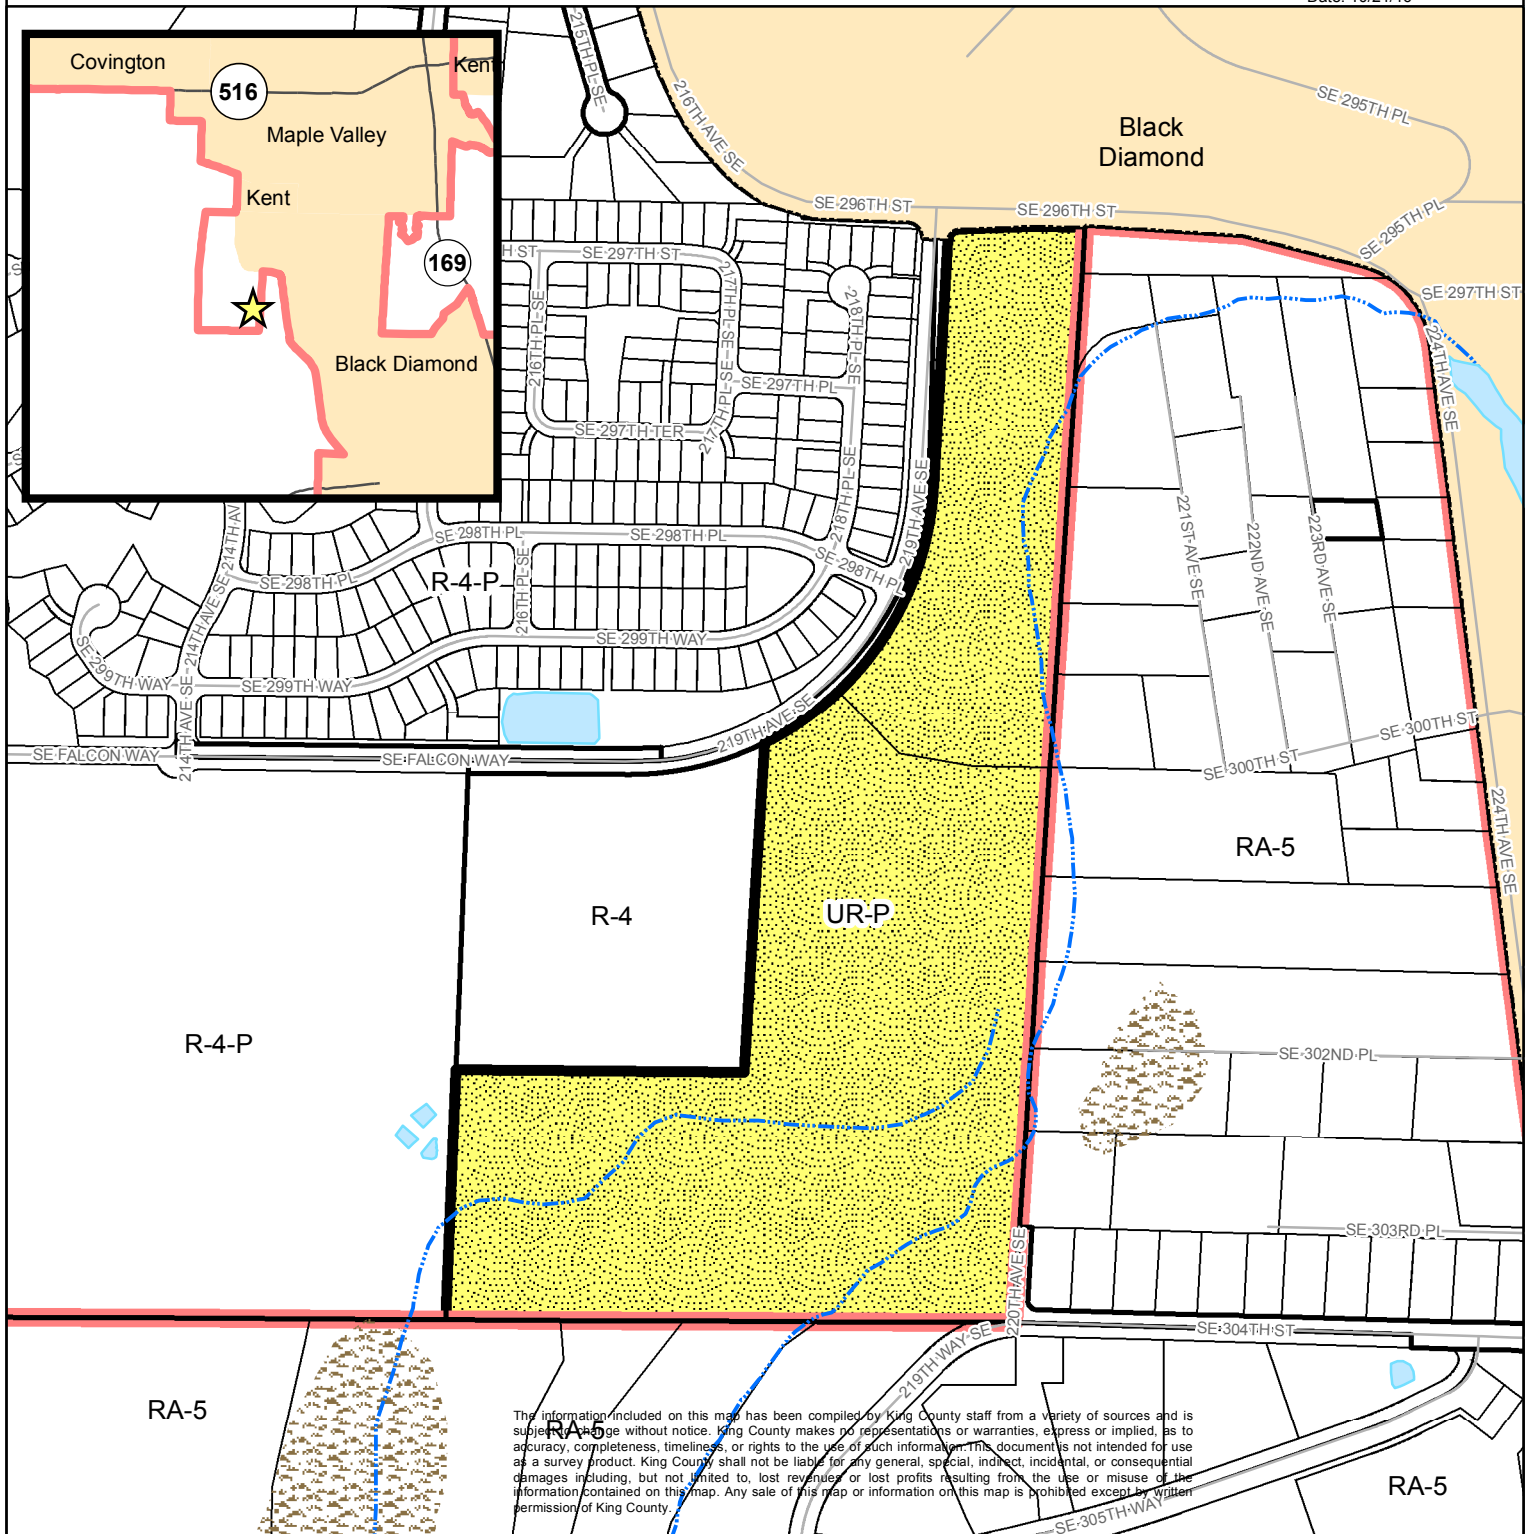 Covington
Kent
516
Maple Valley
Kent
169
Black Diamond
215TH PL SE
216TH AVE SE
SE 295TH PL
Black
Diamond
SE 296TH ST
SE 296TH ST
SE 295TH PL
SE 297TH ST
H ST
SE 297TH ST
217TH PL SE
218TH PL SE
216TH PL SE
SE 297TH PL
SE 297TH TER
217TH PL SE
218TH PL SE
219TH AVE SE
224TH AVE SE
214TH AV
SE 298TH PL
SE 298TH PL
SE 298TH P
SE 298TH PL
R-4-P
216TH PL SE
214TH AVE SE
221ST AVE SE
222ND AVE SE
223RD AVE SE
SE 299TH WAY
SE 299TH WAY
SE 299TH WAY
214TH AVE SE
219TH AVE SE
SE FALCON WAY
SE FALCON WAY
SE 300TH ST
SE 300TH ST
224TH AVE SE
RA-5
R-4
UR-P
R-4-P
SE 302ND PL
SE 303RD PL
220TH AVE SE
SE 304TH ST
219TH WAY SE
RA-5
RA-5
RA-5
SE 305TH WAY
The information included on this map has been compiled by King County staff from a variety of sources and is
subject to change without notice. King County makes no representations or warranties, express or implied, as to
accuracy, completeness, timeliness, or rights to the use of such information. This document is not intended for use
as a survey product. King County shall not be liable for any general, special, indirect, incidental, or consequential
damages including, but not limited to, lost revenues or lost profits resulting from the use or misuse of the
information contained on this map. Any sale of this map or information on this map is prohibited except by written
permission of King County.